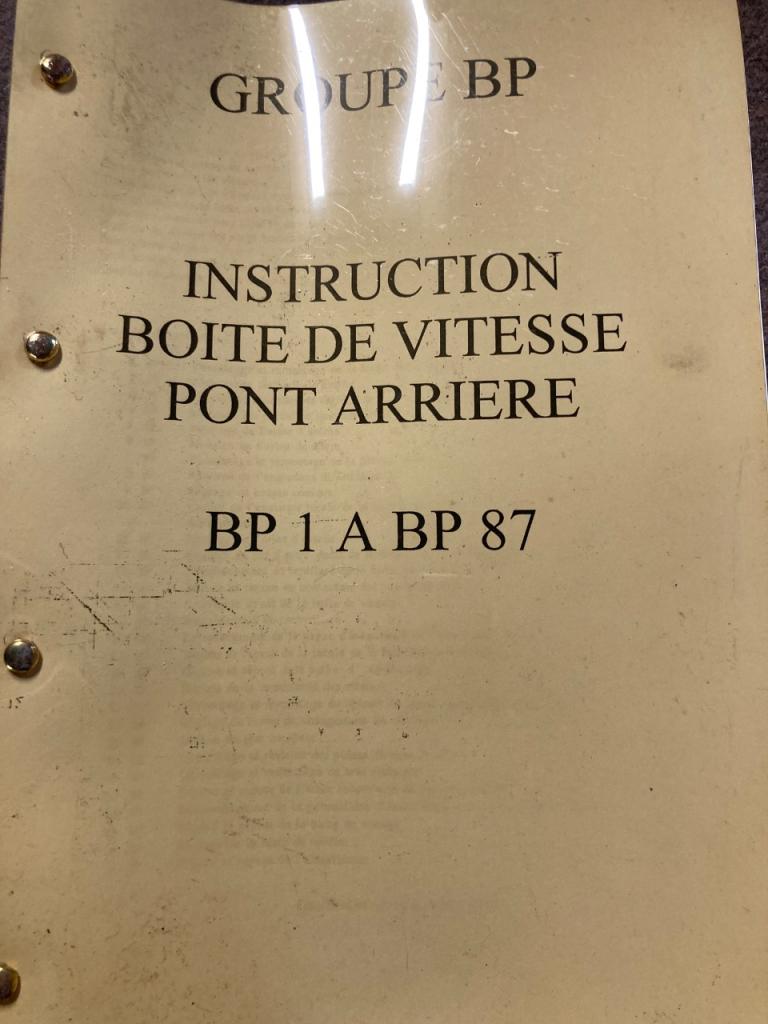 GROUPE BP
INSTRUCTION
BOITE DE VITESSE
PONT ARRIERE
BP 1 A BP 87